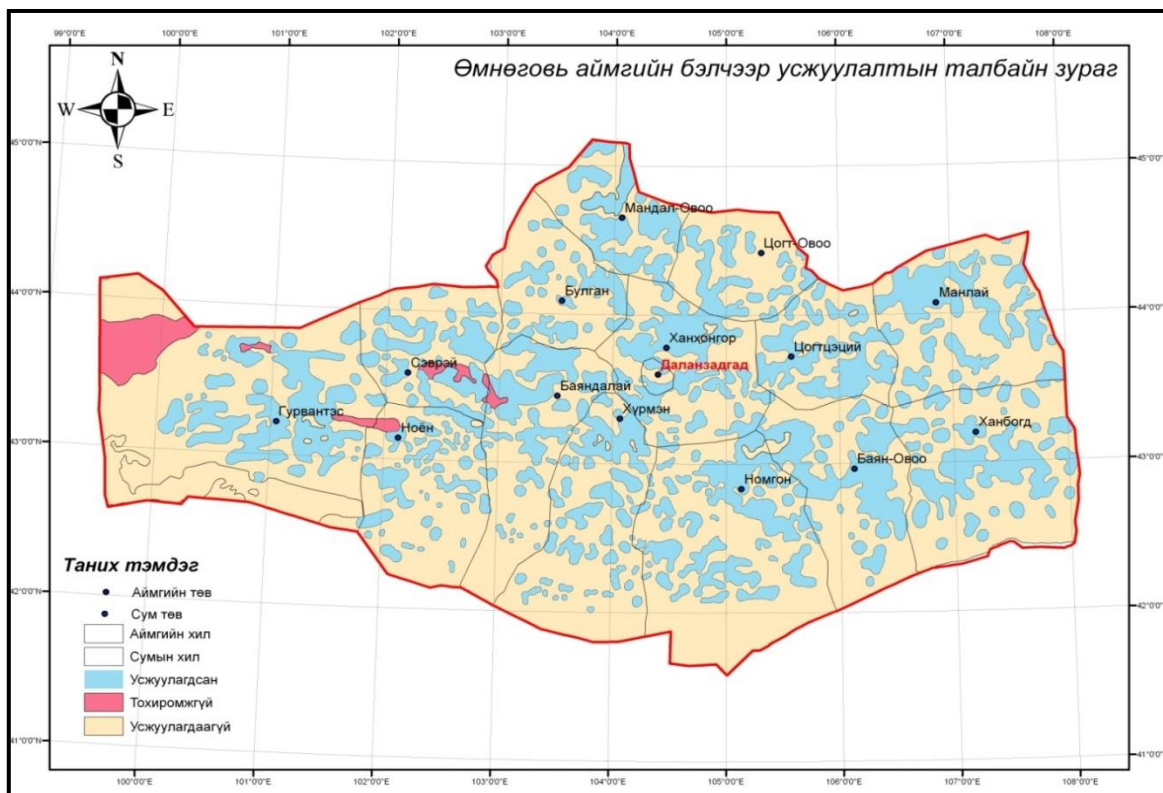 99°0'0"E 100°0'0"E 101°0'0"E 102°0'0"E 103°0'0"E 104°0'0"E 105°0'0"E 106°0'0"E 107°0'0"E 108°0'0"E
Өмнөговь аймгийн бэлчээр усжуулалтын талбайн зураг
N
W E
S
45°0'0"N 45°0'0"N
Мандал-Овоо
Цогт-Овоо
44°0'0"N 44°0'0"N
Булган
Манлай
Ханхонгор
Цогтцэций
Сэврэй
Даланзадгад
Баяндалай
Гурвантэс
Хүрмэн
Ханбогд
43°0'0"N 43°0'0"N
Ноён
Баян-Овоо
Номгон
Таних тэмдэг
42°0'0"N 42°0'0"N
Аймгийн төв
Сум төв
Аймгийн хил
Сумын хил
Усжуулагдсан
Тохиромжгүй
Усжуулагдаагүй
41°0'0"N 41°0'0"N
100°0'0"E 101°0'0"E 102°0'0"E 103°0'0"E 104°0'0"E 105°0'0"E 106°0'0"E 107°0'0"E 108°0'0"E